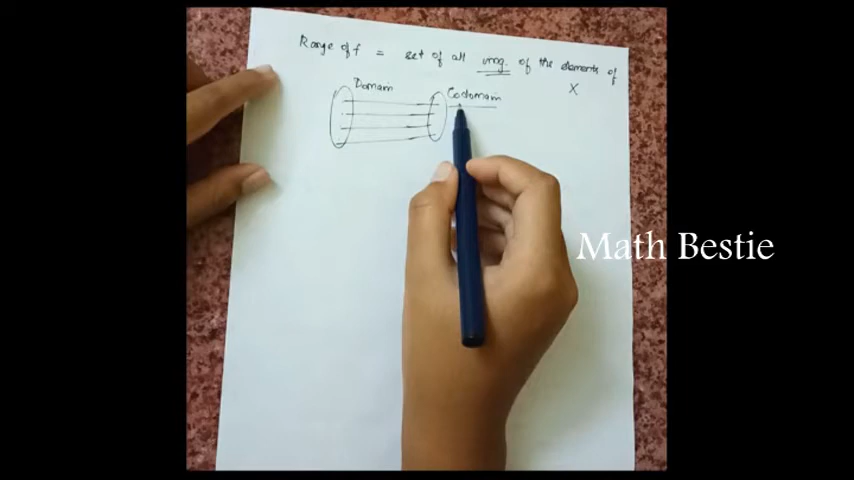 Range of f = set of all img. of the elements of
X
Domain Codomain
Math Bestie